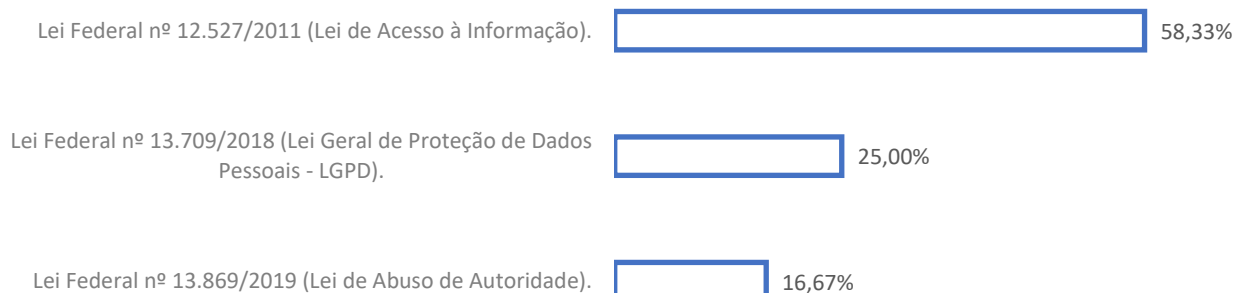 Lei Federal nº 12.527/2011 (Lei de Acesso à Informação).
58,33%
Lei Federal nº 13.709/2018 (Lei Geral de Proteção de Dados
Pessoais - LGPD).
25,00%
Lei Federal nº 13.869/2019 (Lei de Abuso de Autoridade).
16,67%